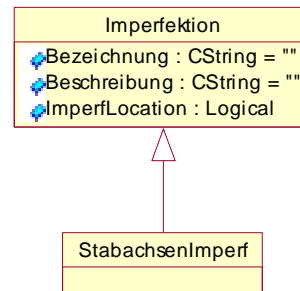 Imperfektion
Bezeichnung : CString = ""
Beschreibung : CString = ""
ImperfLocation : Logical
StabachsenImperf